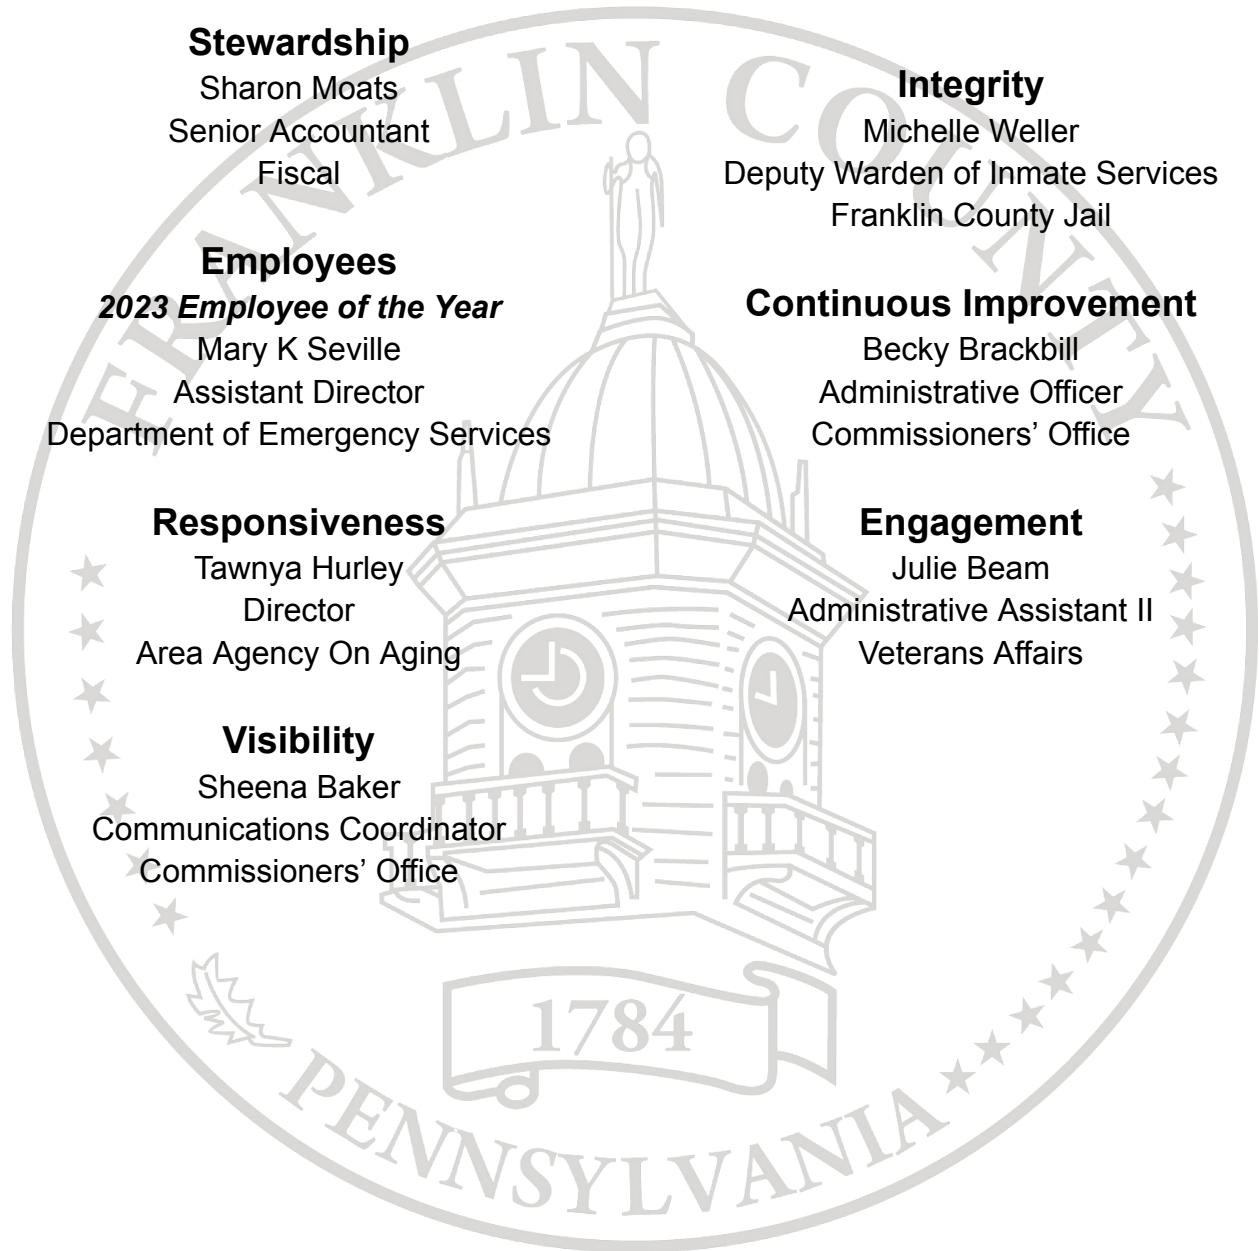 FRANKLIN COUNTY
Stewardship
Sharon Moats
Senior Accountant
Fiscal
Employees
2023 Employee of the Year
Mary K Seville
Assistant Director
Department of Emergency Services
Responsiveness
Tawnya Hurley
Director
Area Agency On Aging
Visibility
Sheena Baker
Communications Coordinator
Commissioners’ Office
Integrity
Michelle Weller
Deputy Warden of Inmate Services
Franklin County Jail
Continuous Improvement
Becky Brackbill
Administrative Officer
Commissioners’ Office
Engagement
Julie Beam
Administrative Assistant II
Veterans Affairs
1784
PENNSYLVANIA